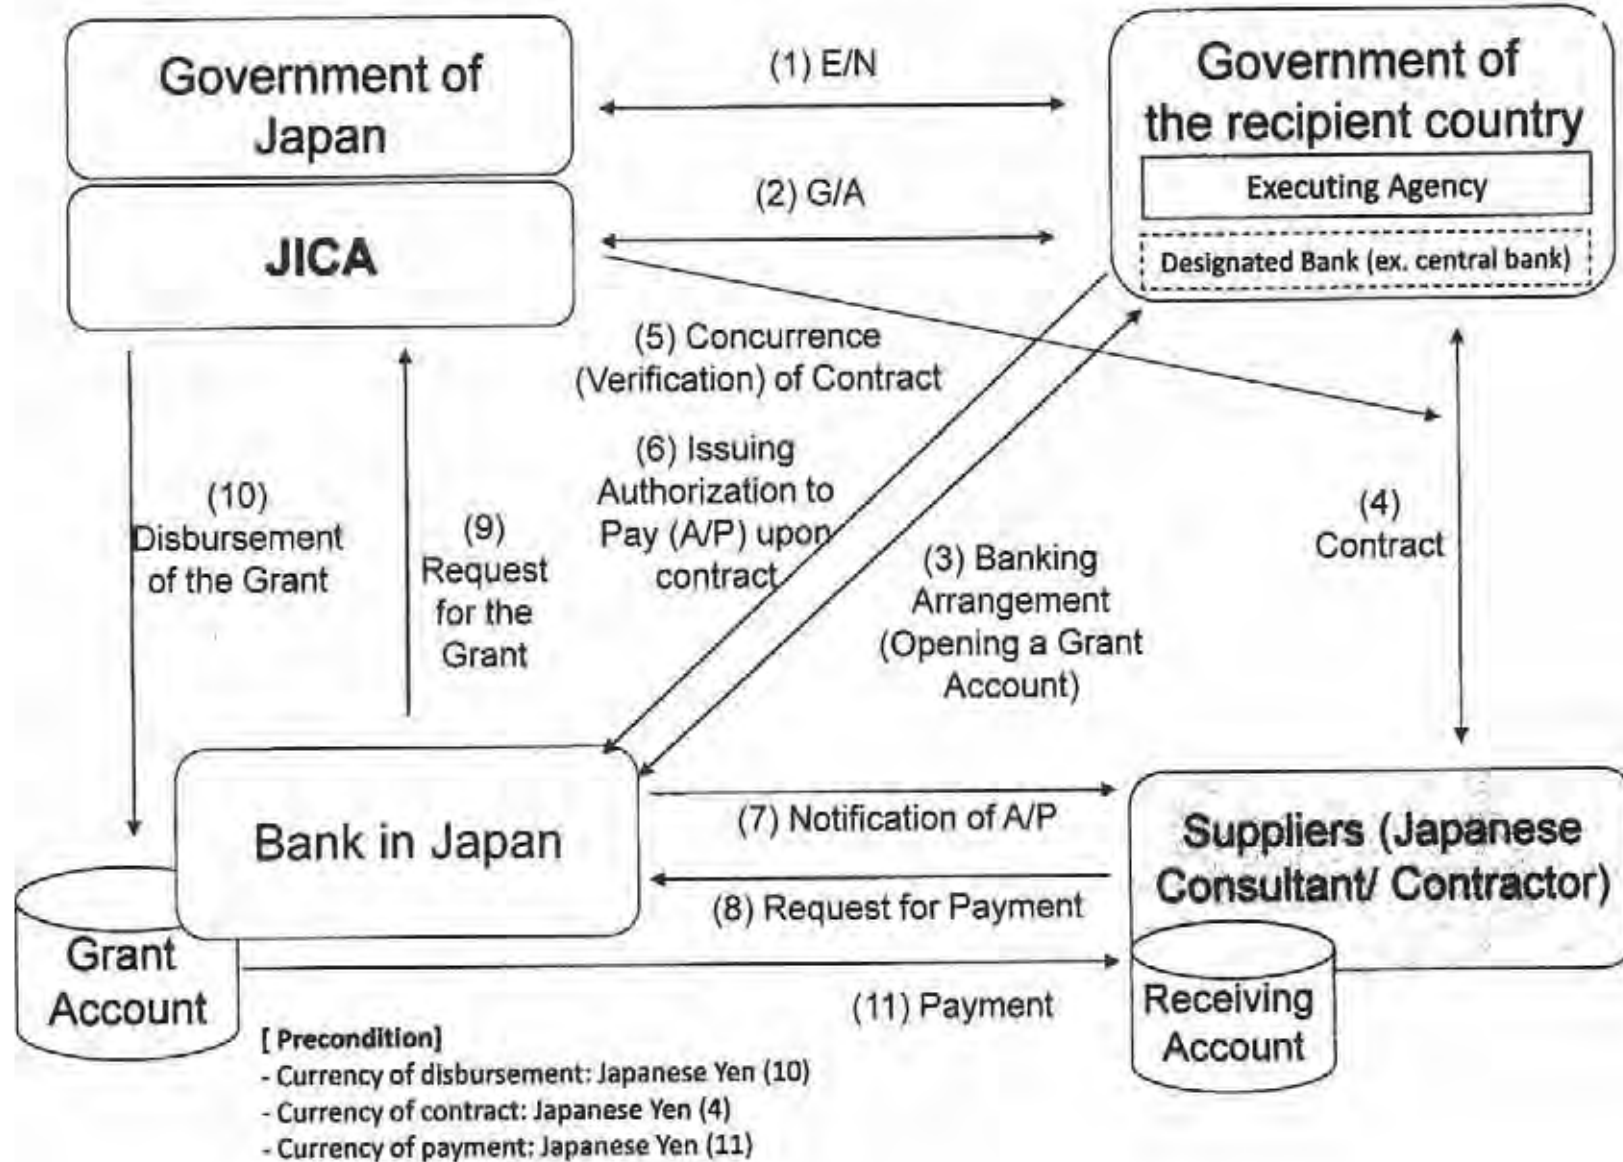 Government of
Japan
JICA
(1) E/N
(2) G/A
Government of
the recipient country
Executing Agency
Designated Bank (ex. central bank)
(5) Concurrence
(Verification) of Contract
(6) Issuing
Authorization to
Pay (A/P) upon
contract
(10)
Disbursement
of the Grant
(9)
Request
for the
Grant
(3) Banking
Arrangement
(Opening a Grant
Account)
(4)
Contract
Bank in Japan
(7) Notification of A/P
(8) Request for Payment
Suppliers (Japanese
Consultant/ Contractor)
Grant
Account
(11) Payment
Receiving
Account
[ Precondition]
- Currency of disbursement: Japanese Yen (10)
- Currency of contract: Japanese Yen (4)
- Currency of payment: Japanese Yen (11)